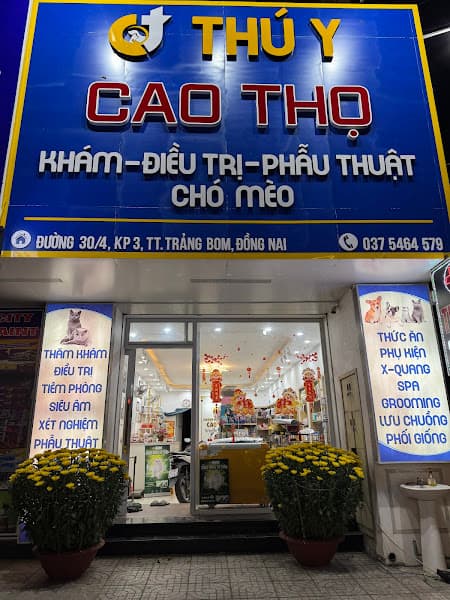 CT THÚ Y
CAO THỌ
KHÁM-ĐIỀU TRỊ-PHẪU THUẬT
CHÓ MÈO
ĐƯỜNG 30/4, KP 3, TT.TRẢNG BOM, ĐỒNG NAI
037 5464 579
THĂM KHÁM
ĐIỀU TRỊ
TIÊM PHÒNG
SIÊU ÂM
XÉT NGHIỆM
PHẪU THUẬT
THỨC ĂN
PHỤ KIỆN
X-QUANG
SPA
GROOMING
LƯU CHUỒNG
PHỐI GIỐNG
CAO